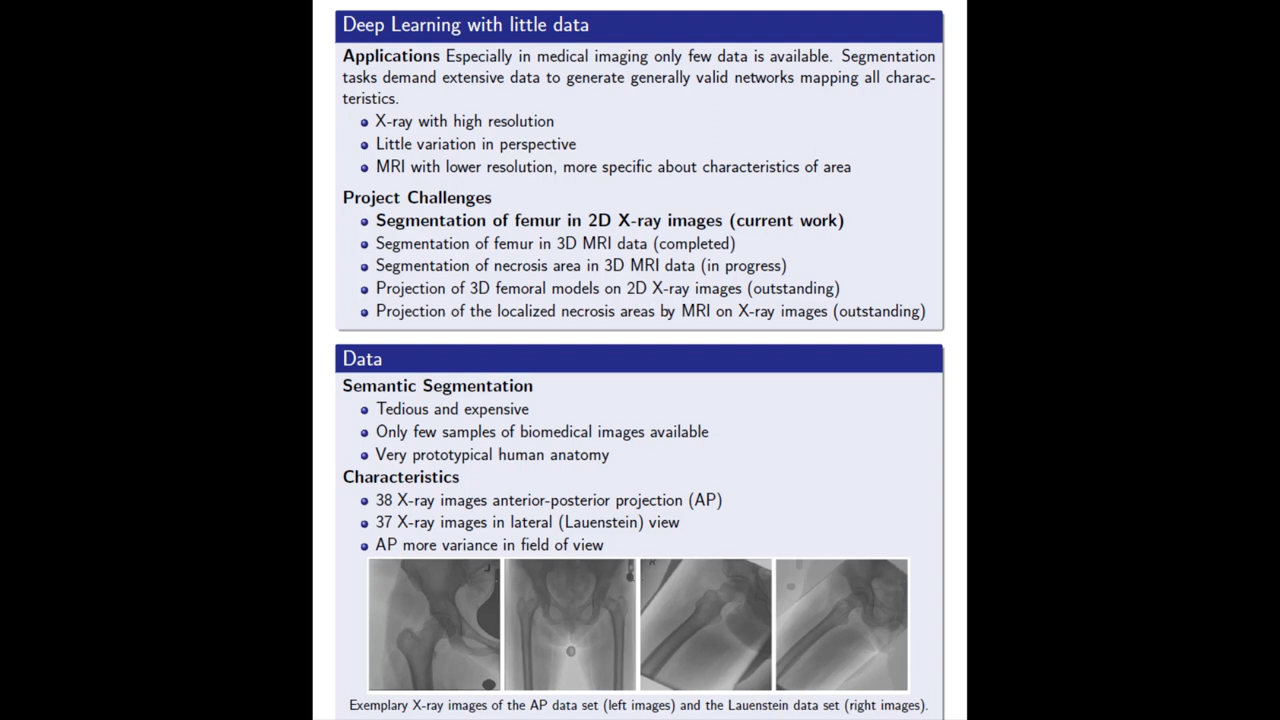 Deep Learning with little data
Applications Especially in medical imaging only few data is available. Segmentation
tasks demand extensive data to generate generally valid networks mapping all charac-
teristics.
X-ray with high resolution
Little variation in perspective
MRI with lower resolution, more specific about characteristics of area
Project Challenges
Segmentation of femur in 2D X-ray images (current work)
Segmentation of femur in 3D MRI data (completed)
Segmentation of necrosis area in 3D MRI data (in progress)
Projection of 3D femoral models on 2D X-ray images (outstanding)
Projection of the localized necrosis areas by MRI on X-ray images (outstanding)
Data
Semantic Segmentation
Tedious and expensive
Only few samples of biomedical images available
Very prototypical human anatomy
Characteristics
38 X-ray images anterior-posterior projection (AP)
37 X-ray images in lateral (Lauenstein) view
AP more variance in field of view
Exemplary X-ray images of the AP data set (left images) and the Lauenstein data set (right images).